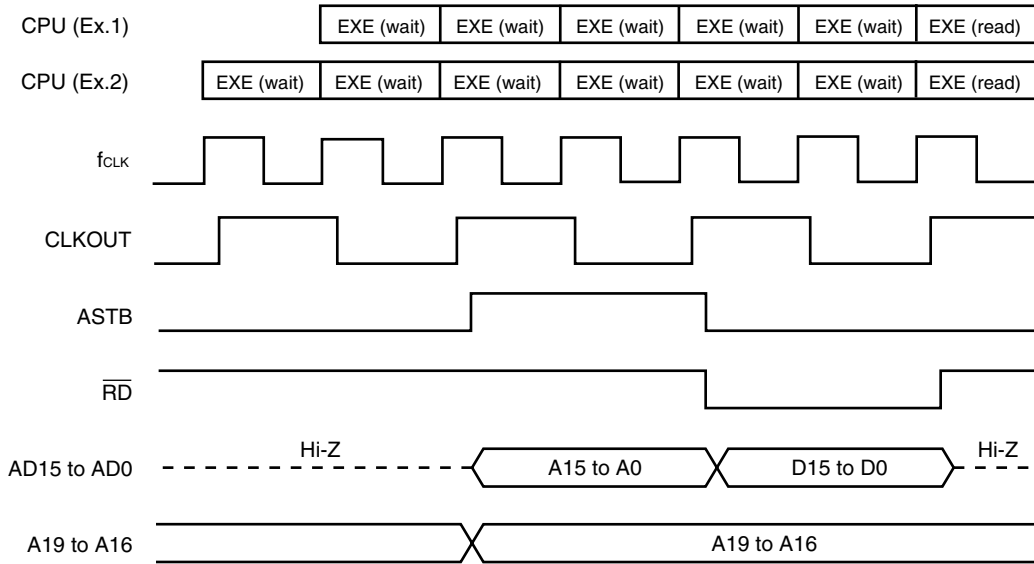 CPU (Ex.1) EXE (wait) EXE (wait) EXE (wait) EXE (wait) EXE (wait) EXE (read)
CPU (Ex.2) EXE (wait) EXE (wait) EXE (wait) EXE (wait) EXE (wait) EXE (wait) EXE (read)
fCLK
CLKOUT
ASTB
RD
Hi-Z Hi-Z
AD15 to AD0 A15 to A0 D15 to D0
A19 to A16 A19 to A16